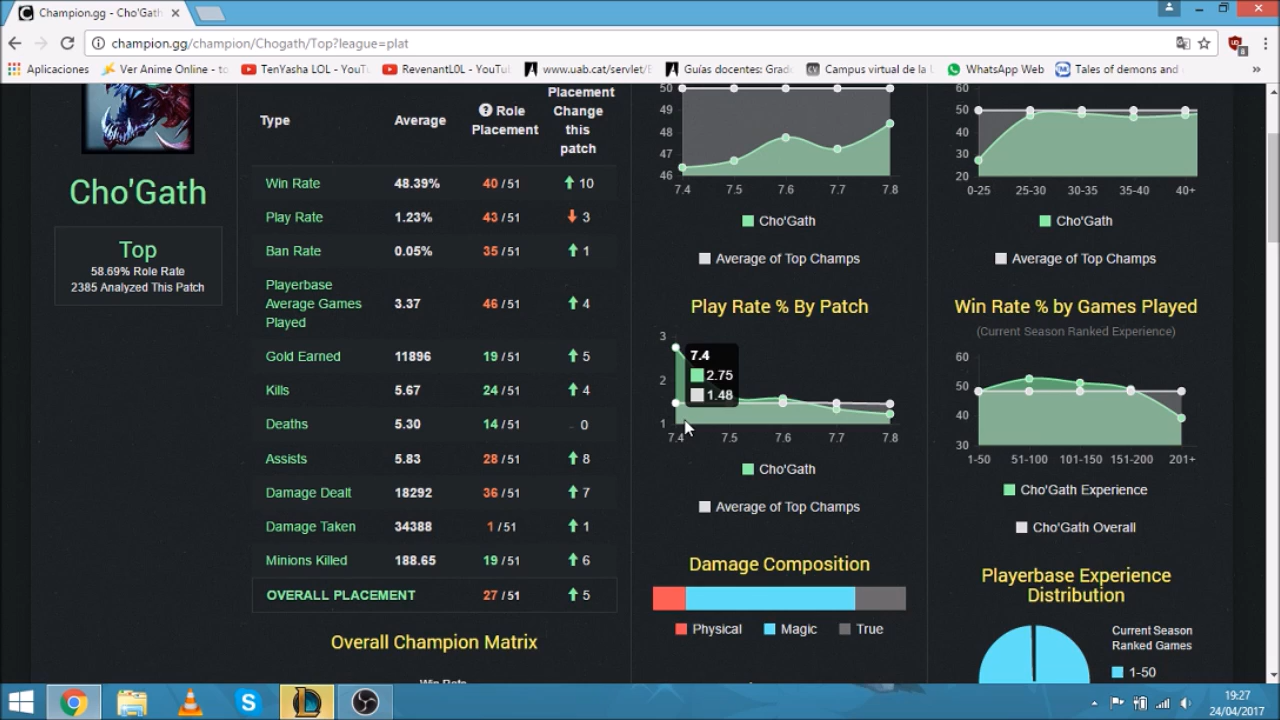 Champion.gg - Cho'Gath
champion.gg/champion/Chogath/Top?league=plat
Aplicaciones
Ver Anime Online - to
TenYasha LOL - YouTu
RevenantL0L - YouTu
www.uab.cat/servlet/
Guías docentes: Grad
Campus virtual de la
WhatsApp Web
Tales of demons and
»
Cho'Gath
Top
58.69% Role Rate
2385 Analyzed This Patch
Type Average Role Placement Placement Change this patch
Win Rate 48.39% 40 / 51 10
Play Rate 1.23% 43 / 51 3
Ban Rate 0.05% 35 / 51 1
Playerbase
Average Games
Played 3.37 46 / 51 4
Gold Earned 11896 19 / 51 5
Kills 5.67 24 / 51 4
Deaths 5.30 14 / 51 - 0
Assists 5.83 28 / 51 8
Damage Dealt 18292 36 / 51 7
Damage Taken 34388 1 / 51 1
Minions Killed 188.65 19 / 51 6
OVERALL PLACEMENT 27 / 51 5
Overall Champion Matrix
Win Rate
50
49
48
47
46
7.4 7.5 7.6 7.7 7.8
Cho'Gath
Average of Top Champs
Play Rate % By Patch
3
2
1
7.4
2.75
1.48
7.4 7.5 7.6 7.7 7.8
Cho'Gath
Average of Top Champs
Damage Composition
Physical Magic True
60
50
40
30
20
0-25 25-30 30-35 35-40 40+
Cho'Gath
Average of Top Champs
Win Rate % by Games Played
(Current Season Ranked Experience)
60
50
40
30
1-50 51-100 101-150 151-200 201+
Cho'Gath Experience
Cho'Gath Overall
Playerbase Experience
Distribution
Current Season
Ranked Games
1-50
19:27
24/04/2017